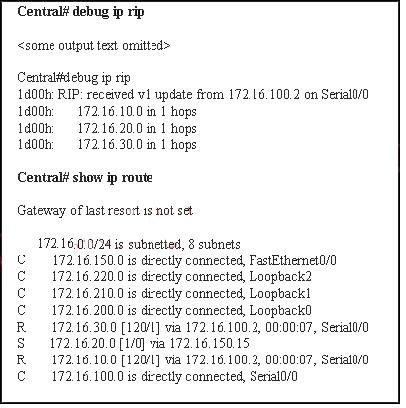 Central# debug ip rip
<some output text omitted>
Central#debug ip rip
1d00h: RIP: received v1 update from 172.16.100.2 on Serial0/0
1d00h: 172.16.10.0 in 1 hops
1d00h: 172.16.20.0 in 1 hops
1d00h: 172.16.30.0 in 1 hops
Central# show ip route
Gateway of last resort is not set
172.16.0.0/24 is subnetted, 8 subnets
C 172.16.150.0 is directly connected, FastEthernet0/0
C 172.16.220.0 is directly connected, Loopback2
C 172.16.210.0 is directly connected, Loopback1
C 172.16.200.0 is directly connected, Loopback0
R 172.16.30.0 [120/1] via 172.16.100.2, 00:00:07, Serial0/0
S 172.16.20.0 [1/0] via 172.16.150.15
R 172.16.10.0 [120/1] via 172.16.100.2, 00:00:07, Serial0/0
C 172.16.100.0 is directly connected, Serial0/0